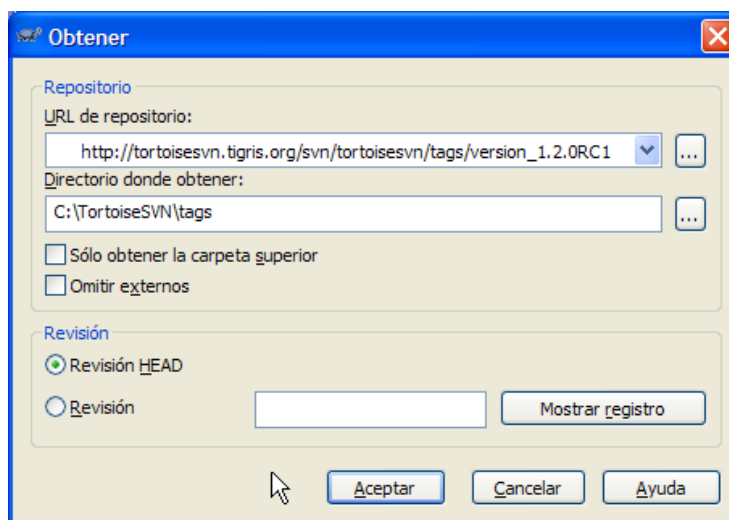 Obtener
Repositorio
URL de repositorio:
http://tortoisesvn.tigris.org/svn/tortoisesvn/tags/version_1.2.0RC1
...
Directorio donde obtener:
C:\TortoiseSVN\tags
...
Sólo obtener la carpeta superior
Omitir externos
Revisión
Revisión HEAD
Revisión
Mostrar registro
Aceptar Cancelar Ayuda